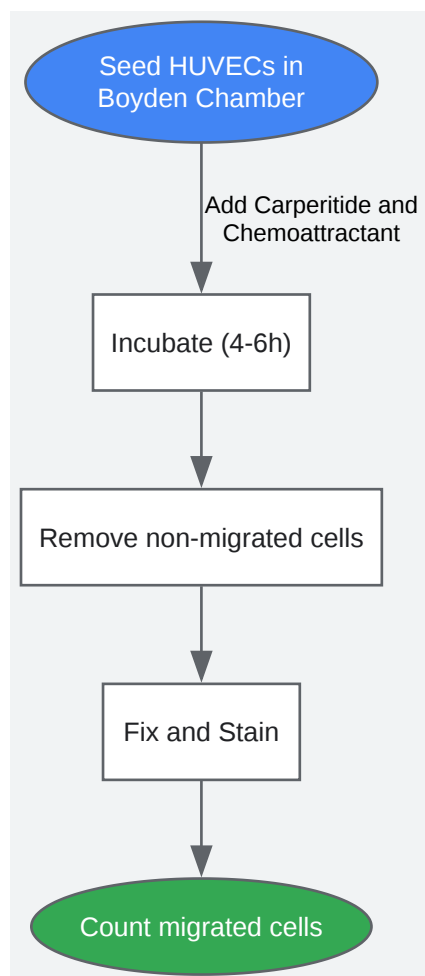 Seed HUVECs in
Boyden Chamber
Add Carperitide and
Chemoattractant
Incubate (4-6h)
Remove non-migrated cells
Fix and Stain
Count migrated cells